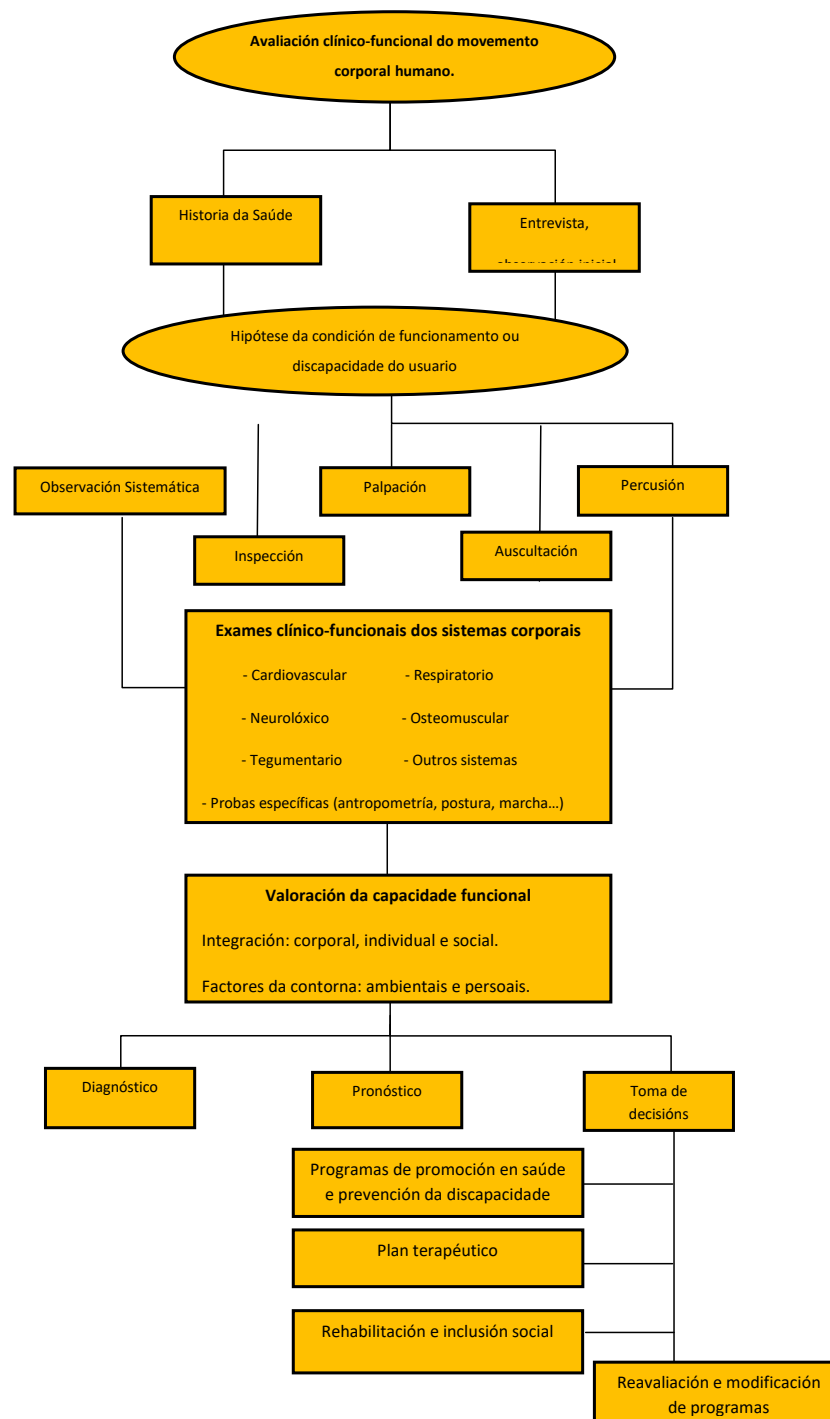 Avaliación clínico-funcional do movemento
corporal humano.
Historia da Saúde
Entrevista,
observación inicial
Hipótese da condición de funcionamento ou
discapacidade do usuario
Observación Sistemática
Palpación
Percusión
Inspección
Auscultación
Exames clínico-funcionais dos sistemas corporais
- Cardiovascular - Respiratorio
- Neurolóxico - Osteomuscular
- Tegumentario - Outros sistemas
- Probas específicas (antropometría, postura, marcha…)
Valoración da capacidade funcional
Integración: corporal, individual e social.
Factores da contorna: ambientais e persoais.
Diagnóstico
Pronóstico
Toma de
decisións
Programas de promoción en saúde
e prevención da discapacidade
Plan terapéutico
Rehabilitación e inclusión social
Reavaliación e modificación
de programas